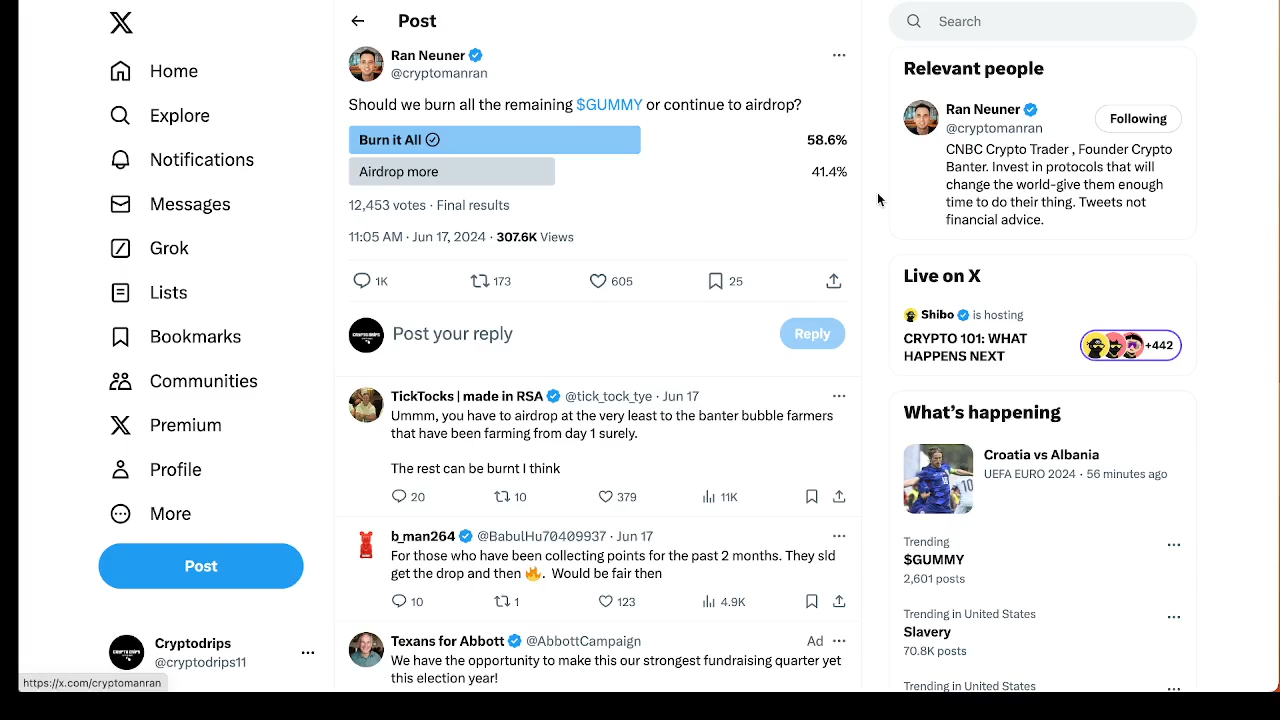 Home
Explore
Notifications
Messages
Grok
Lists
Bookmarks
Communities
Premium
Profile
More
Post
Cryptodrips
@cryptodrips11
https://x.com/cryptomanran
Post
Ran Neuner
@cryptomanran
Should we burn all the remaining $GUMMY or continue to airdrop?
Burn it All 58.6%
Airdrop more 41.4%
12,453 votes · Final results
11:05 AM · Jun 17, 2024 · 307.6K Views
1K 173 605 25
Post your reply
Reply
TickTocks | made in RSA @tick_tock_tye · Jun 17
Ummm, you have to airdrop at the very least to the banter bubble farmers
that have been farming from day 1 surely.
The rest can be burnt I think
20 10 379 11K
b_man264 @BabulHu70409937 · Jun 17
For those who have been collecting points for the past 2 months. They sld
get the drop and then 🔥. Would be fair then
10 1 123 4.9K
Texans for Abbott @AbbottCampaign Ad
We have the opportunity to make this our strongest fundraising quarter yet
this election year!
Search
Relevant people
Ran Neuner
@cryptomanran
Following
CNBC Crypto Trader , Founder Crypto
Banter. Invest in protocols that will
change the world-give them enough
time to do their thing. Tweets not
financial advice.
Live on X
Shibo is hosting
CRYPTO 101: WHAT
HAPPENS NEXT
+442
What's happening
Croatia vs Albania
UEFA EURO 2024 · 56 minutes ago
Trending
$GUMMY
2,601 posts
Trending in United States
Slavery
70.8K posts
Trending in United States